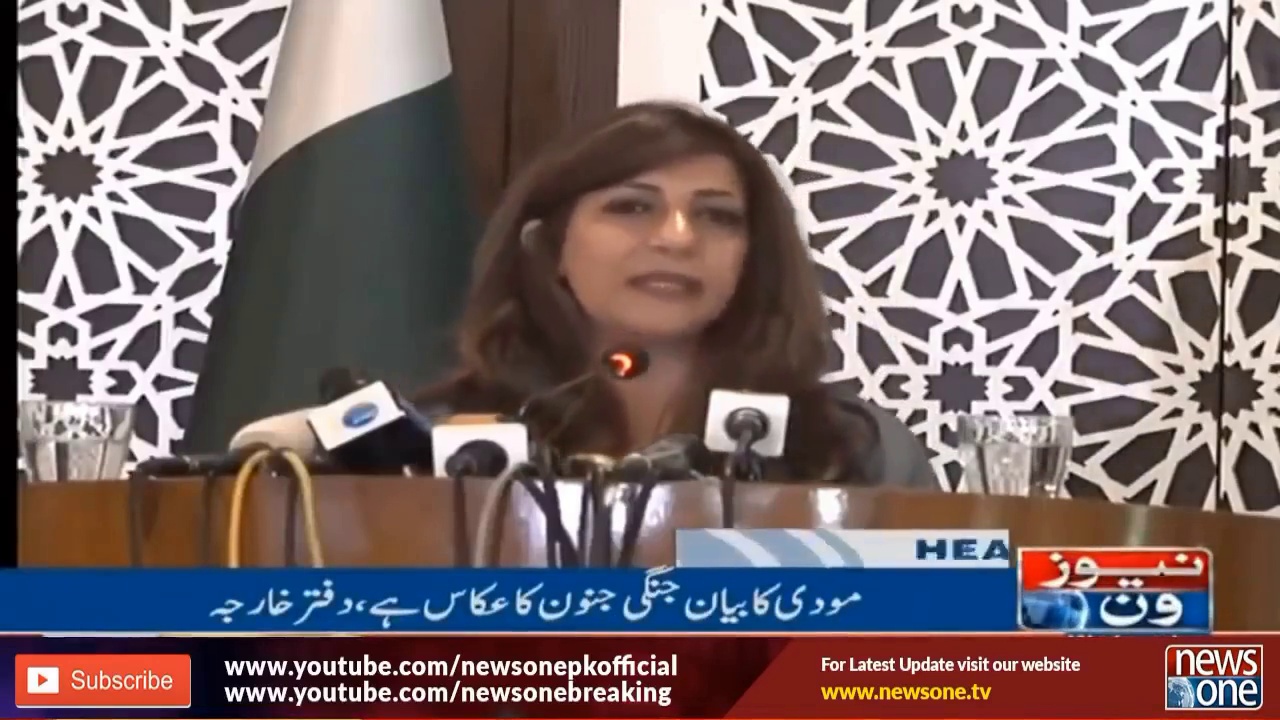 HEA
مودی کا بیان جنگی جنون کا عکاس ہے، دفتر خارجہ
نیوز
ون
Subscribe
www.youtube.com/newsonepkofficial
www.youtube.com/newsonebreaking
For Latest Update visit our website
www.newsone.tv
news
one